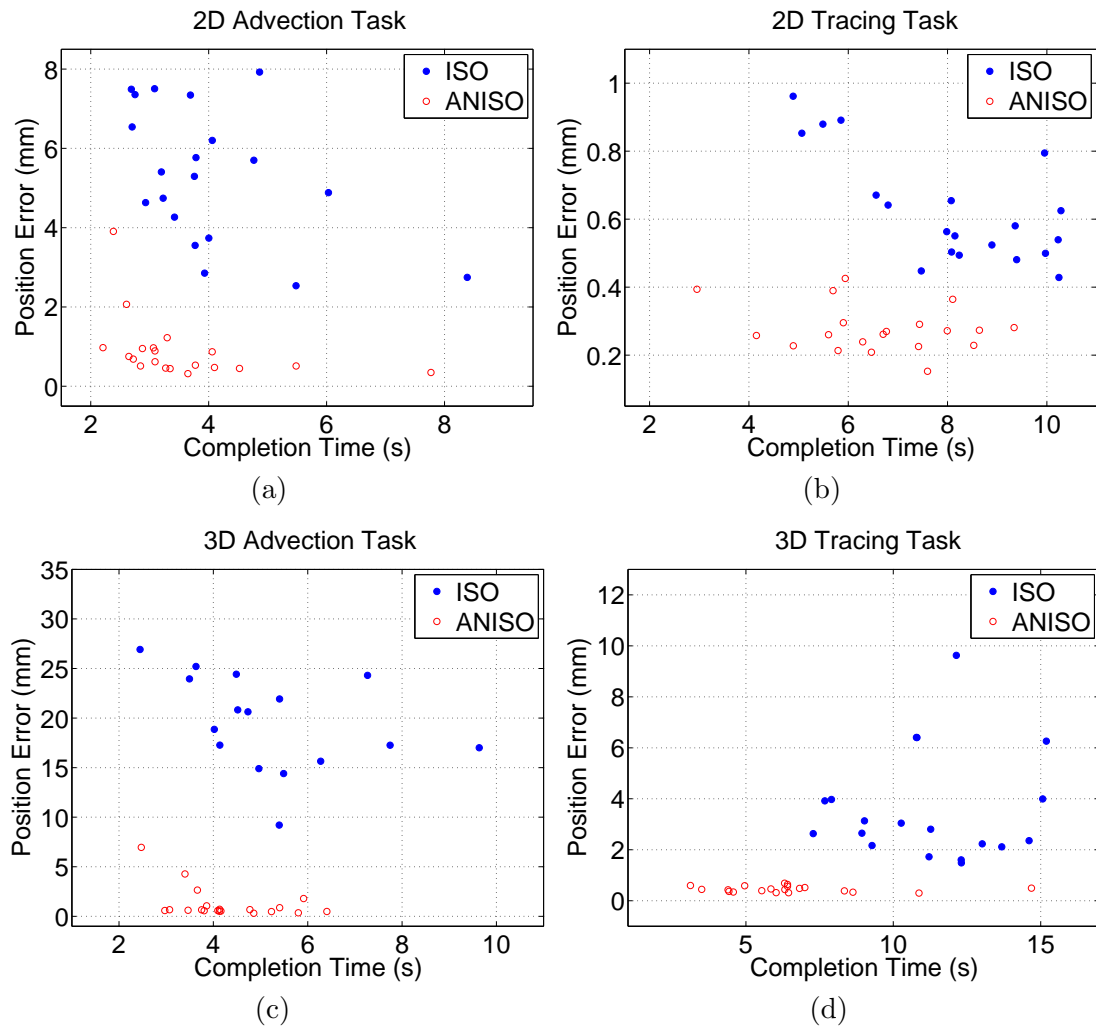 2D Advection Task
8
6
4
2
0
Position Error (mm)
ISO
ANISO
2 4 6 8
Completion Time (s)
(a)
2D Tracing Task
1
0.8
0.6
0.4
0.2
Position Error (mm)
ISO
ANISO
2 4 6 8 10
Completion Time (s)
(b)
3D Advection Task
35
30
25
20
15
10
5
0
Position Error (mm)
ISO
ANISO
2 4 6 8 10
Completion Time (s)
(c)
3D Tracing Task
12
10
8
6
4
2
0
Position Error (mm)
ISO
ANISO
5 10 15
Completion Time (s)
(d)